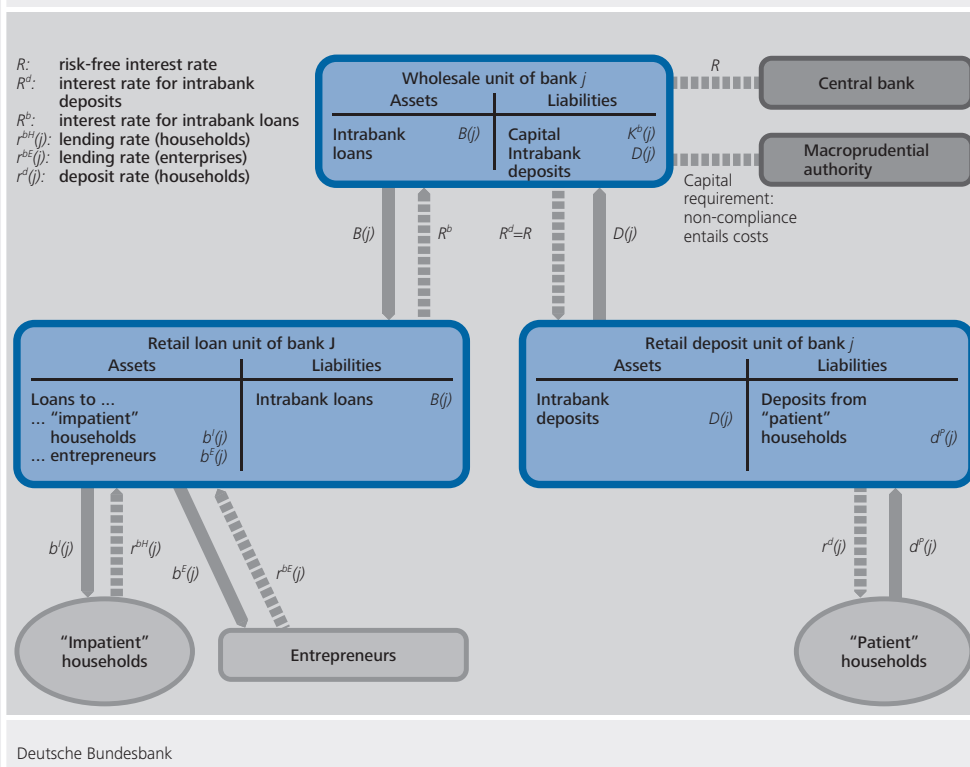 R: risk-free interest rate
R^d: interest rate for intrabank
deposits
R^b: interest rate for intrabank loans
r^bH(j): lending rate (households)
r^bE(j): lending rate (enterprises)
r^d(j): deposit rate (households)
Wholesale unit of bank j
Assets Liabilities
Intrabank B(j)
loans
Capital K^b(j)
Intrabank D(j)
deposits
R
Central bank
Macroprudential
authority
Capital
requirement:
non-compliance
entails costs
B(j) R^b R^d=R D(j)
Retail loan unit of bank J
Assets Liabilities
Loans to ...
... “impatient”
households b^I(j)
... entrepreneurs b^E(j)
Intrabank loans B(j)
Retail deposit unit of bank j
Assets Liabilities
Intrabank
deposits D(j)
Deposits from
“patient”
households d^P(j)
b^I(j) r^bH(j) b^E(j) r^bE(j)
r^d(j) d^P(j)
“Impatient”
households
Entrepreneurs
“Patient”
households
Deutsche Bundesbank